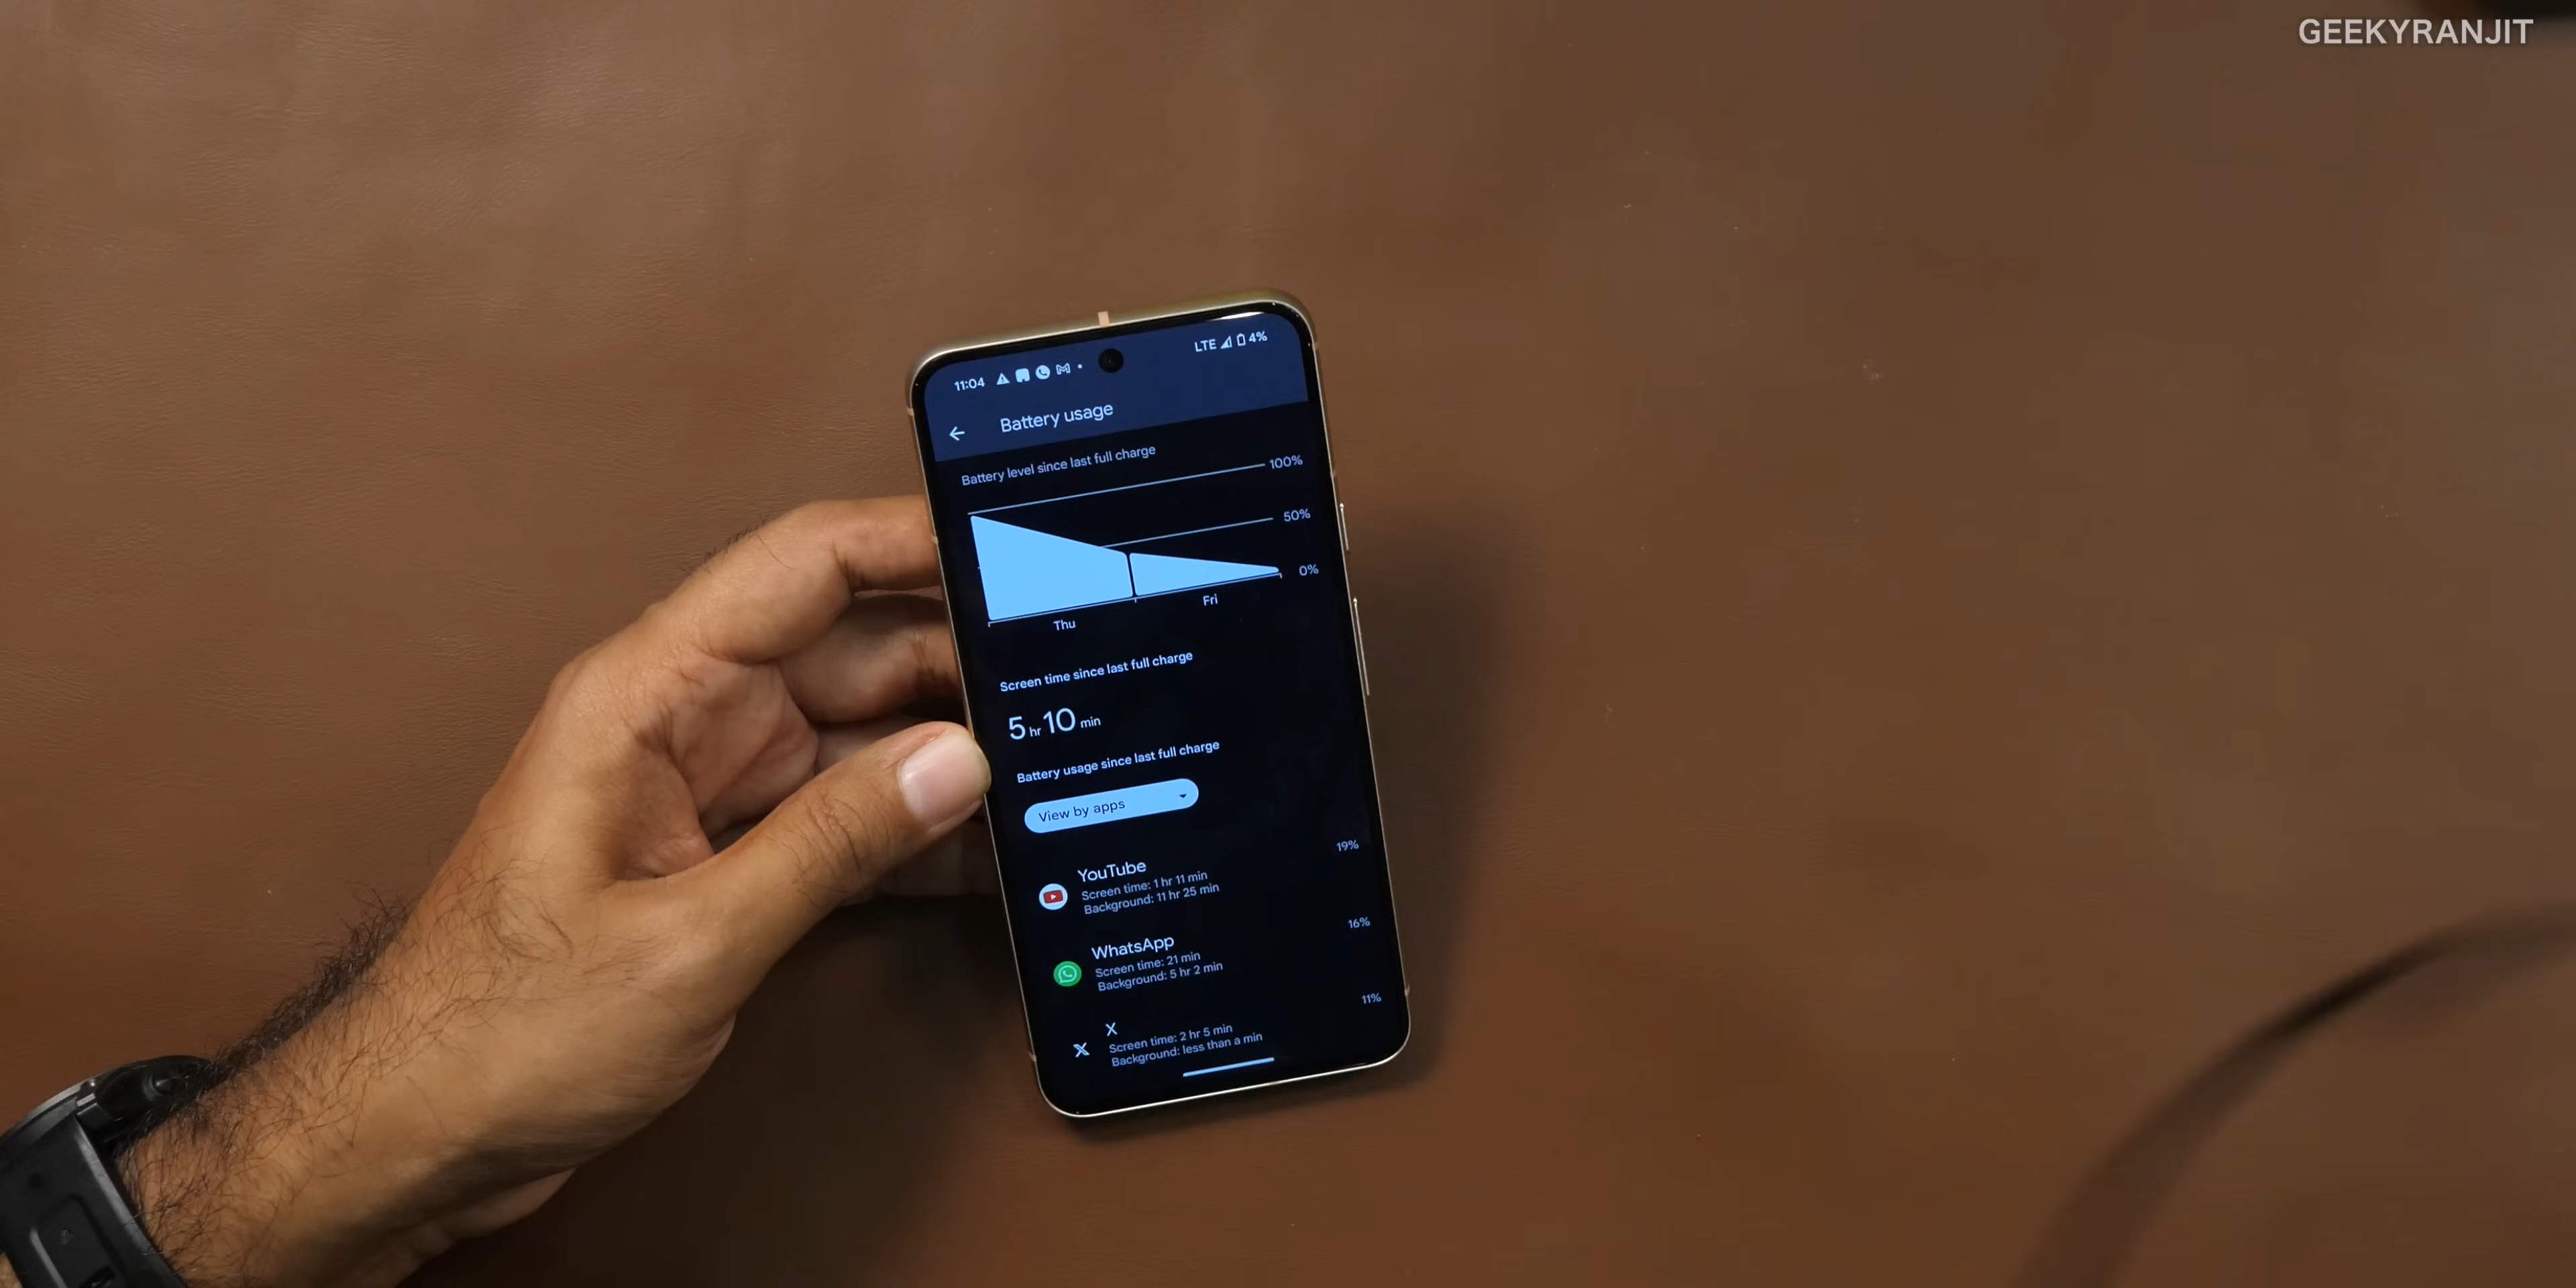 GEEKYRANJIT
11:04
LTE 4%
Battery usage
Battery level since last full charge
100%
50%
0%
Thu
Fri
Screen time since last full charge
5 hr 10 min
Battery usage since last full charge
View by apps
YouTube
19%
Screen time: 1 hr 11 min
Background: 11 hr 25 min
WhatsApp
16%
Screen time: 21 min
Background: 5 hr 2 min
X
11%
Screen time: 2 hr 5 min
Background: less than a min